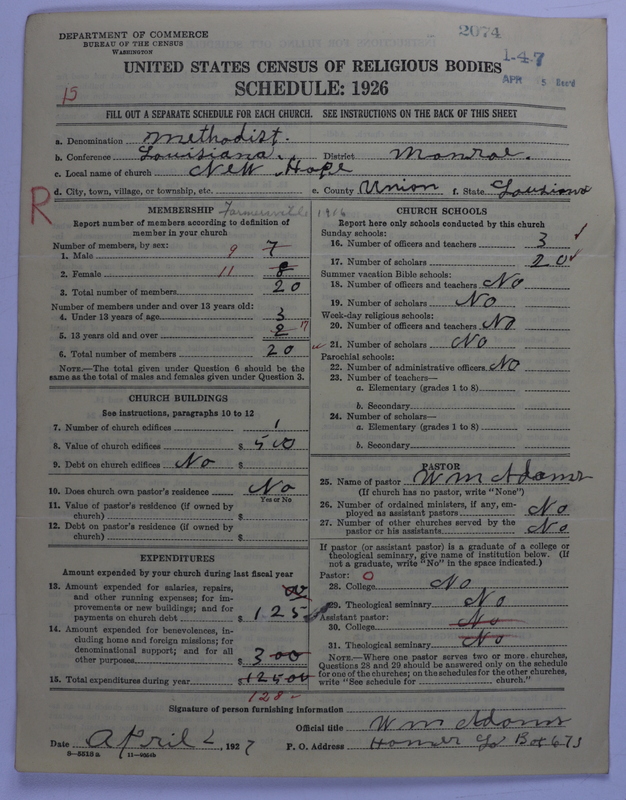 DEPARTMENT OF COMMERCE
BUREAU OF THE CENSUS
WASHINGTON
2074
1-4-7
APR 5 Rec'd
UNITED STATES CENSUS OF RELIGIOUS BODIES
SCHEDULE: 1926
15
FILL OUT A SEPARATE SCHEDULE FOR EACH CHURCH. SEE INSTRUCTIONS ON THE BACK OF THIS SHEET
a. Denomination Methodist.
b. Conference Louisiana. District Monroe.
c. Local name of church New Hope
d. City, town, village, or township, etc. e. County Union f. State Lousiana
R
MEMBERSHIP Farmersville 1916
Report number of members according to definition of
member in your church
Number of members, by sex:
1. Male 9 7
2. Female 11 8
3. Total number of members 20
Number of members under and over 13 years old:
4. Under 13 years of age 3
5. 13 years old and over 2 17
6. Total number of members 20
NOTE.—The total given under Question 6 should be
the same as the total of males and females given under Question 3.
CHURCH BUILDINGS
See instructions, paragraphs 10 to 12
7. Number of church edifices 1
8. Value of church edifices $ 500
9. Debt on church edifices No $
10. Does church own pastor's residence No
Yes or No
11. Value of pastor's residence (if owned by
church) $
12. Debt on pastor's residence (if owned by
church) $
EXPENDITURES
Amount expended by your church during last fiscal year
13. Amount expended for salaries, repairs,
and other running expenses; for im-
provements or new buildings; and for
payments on church debt $ 125
14. Amount expended for benevolences, in-
cluding home and foreign missions; for
denominational support; and for all
other purposes $ 3 00
15. Total expenditures during year $ 125 00
128 -
CHURCH SCHOOLS
Report here only schools conducted by this church
Sunday schools:
16. Number of officers and teachers 3 ✓
17. Number of scholars 20 ✓
Summer vacation Bible schools:
18. Number of officers and teachers No
19. Number of scholars No
Week-day religious schools:
20. Number of officers and teachers No
21. Number of scholars No
Parochial schools:
22. Number of administrative officers No
23. Number of teachers—
a. Elementary (grades 1 to 8)
b. Secondary
24. Number of scholars—
a. Elementary (grades 1 to 8)
b. Secondary
PASTOR
25. Name of pastor W m Adams
(If church has no pastor, write "None")
26. Number of ordained ministers, if any, em-
ployed as assistant pastors No
27. Number of other churches served by the
pastor or his assistants No
If pastor (or assistant pastor) is a graduate of a college or
theological seminary, give name of institution below. (If
not a graduate, write "No" in the space indicated.)
Pastor: O
28. College No
29. Theological seminary No
Assistant pastor:
30. College No
31. Theological seminary No
NOTE.—Where one pastor serves two or more churches,
Questions 28 and 29 should be answered only on the schedule
for one of the churches; on the schedules for the other churches,
write "See schedule for church."
Signature of person furnishing information
Official title W m Adams
Date April 2, 1927 P. O. Address Homer La Box 673
8—5513 a 11—9024b